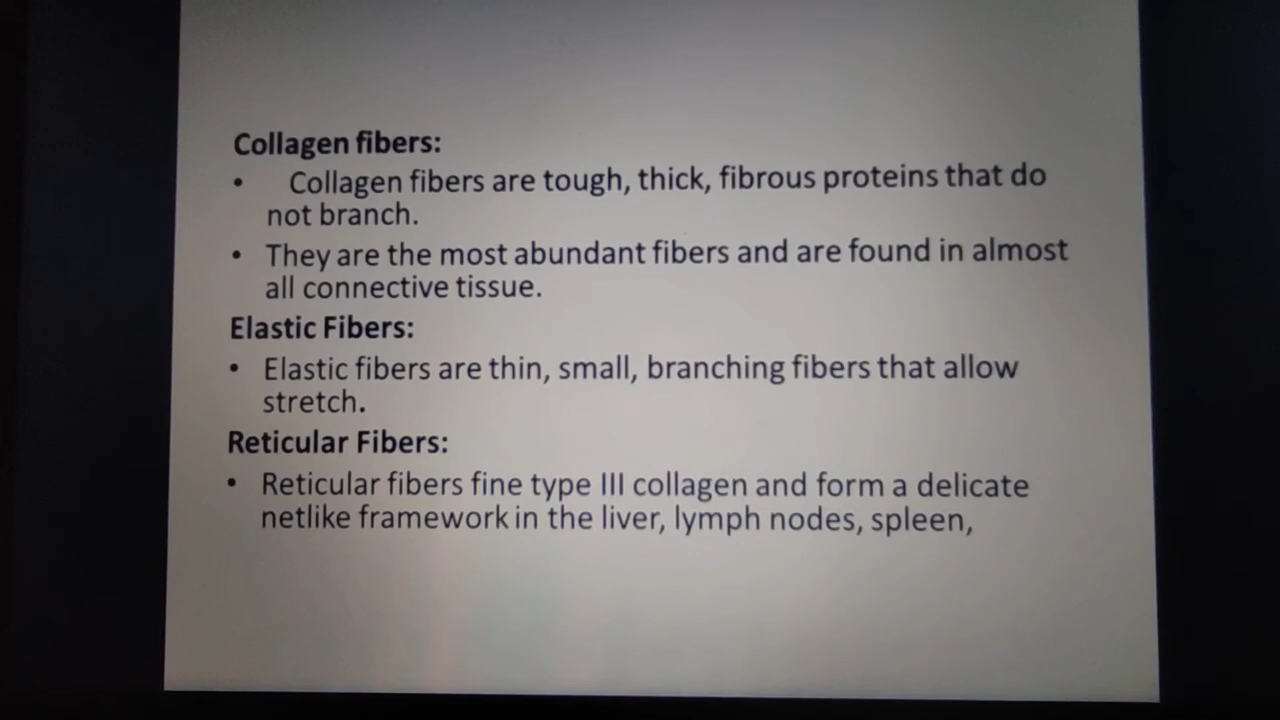 Collagen fibers:
• Collagen fibers are tough, thick, fibrous proteins that do
not branch.
• They are the most abundant fibers and are found in almost
all connective tissue.
Elastic Fibers:
• Elastic fibers are thin, small, branching fibers that allow
stretch.
Reticular Fibers:
• Reticular fibers fine type III collagen and form a delicate
netlike framework in the liver, lymph nodes, spleen,